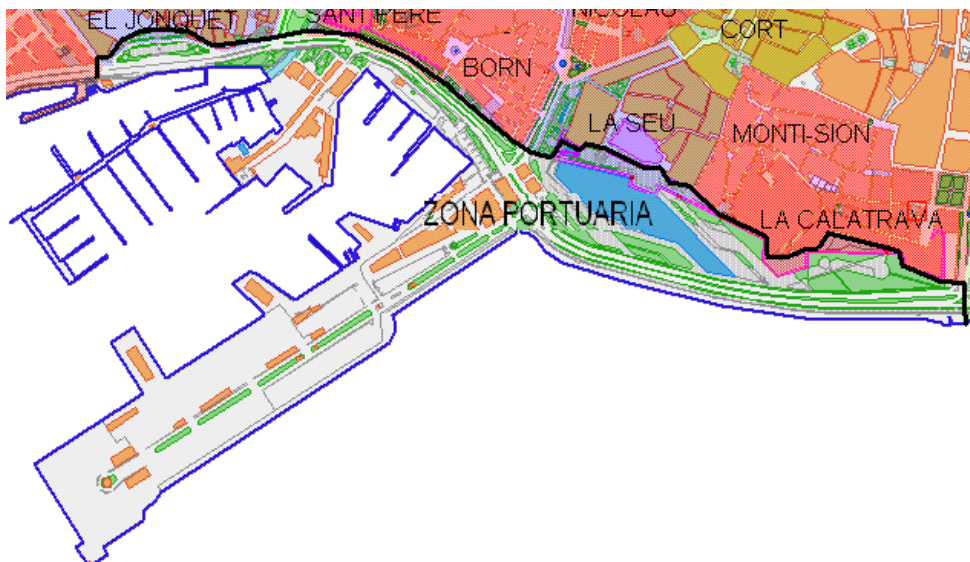 EL JONQUET
SANT PERE
NICOLAU
CORT
BORN
LA SEU
MONTI-SION
ZONA PORTUARIA
LA CALATRAVA